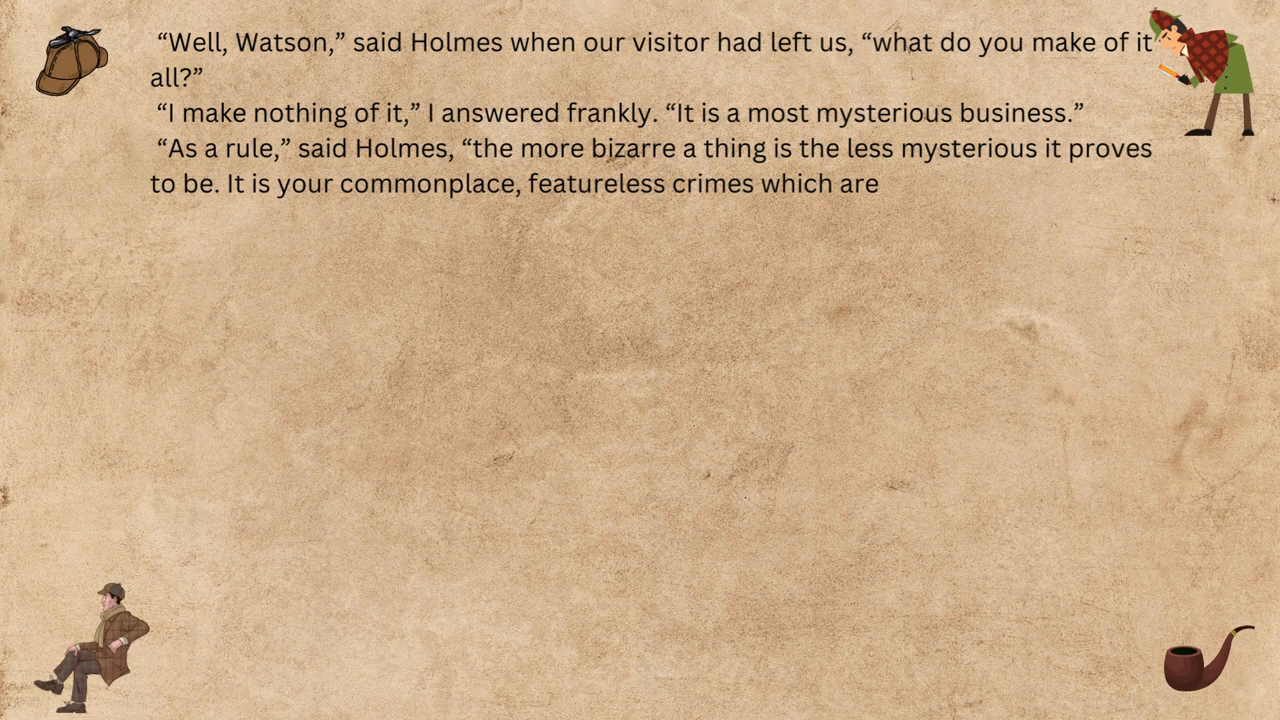 “Well, Watson,” said Holmes when our visitor had left us, “what do you make of it
all?”
“I make nothing of it,” I answered frankly. “It is a most mysterious business.”
“As a rule,” said Holmes, “the more bizarre a thing is the less mysterious it proves
to be. It is your commonplace, featureless crimes which are